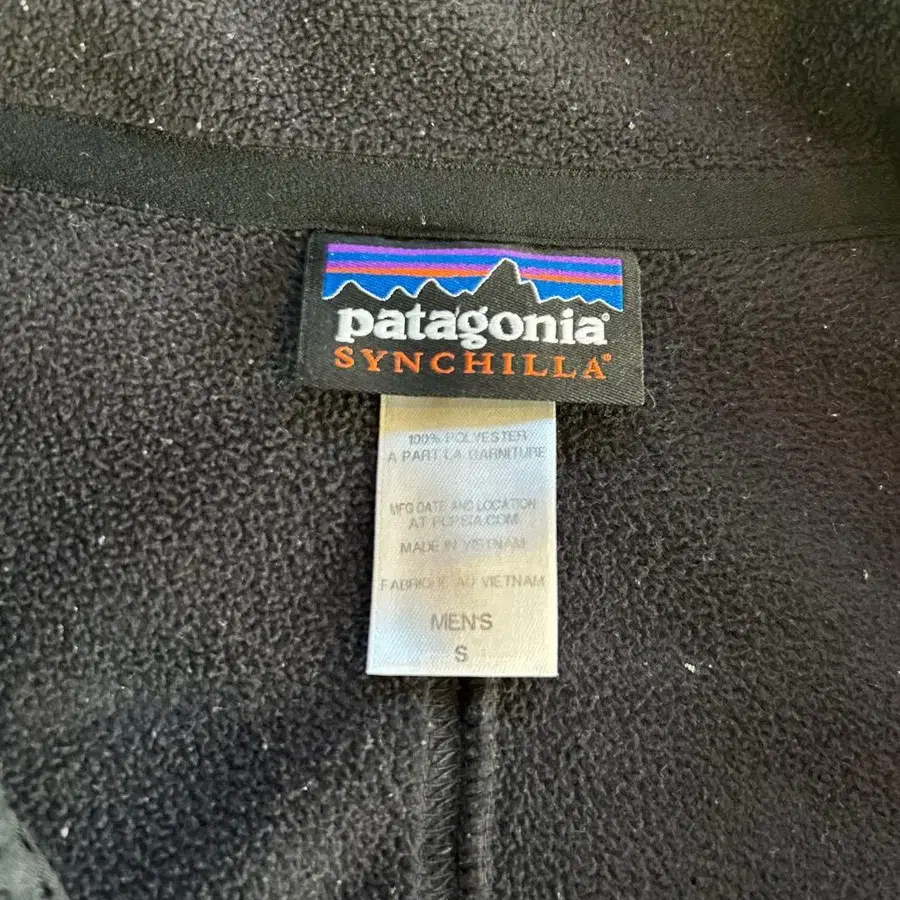 patagonia®
SYNCHILLA®
100% POLYESTER
A PART LA GARNITURE
MFG DATE AND LOCATION
AT PURSIA.COM
MADE IN VIETNAM
FABRIQUE AU VIETNAM
MEN'S
S